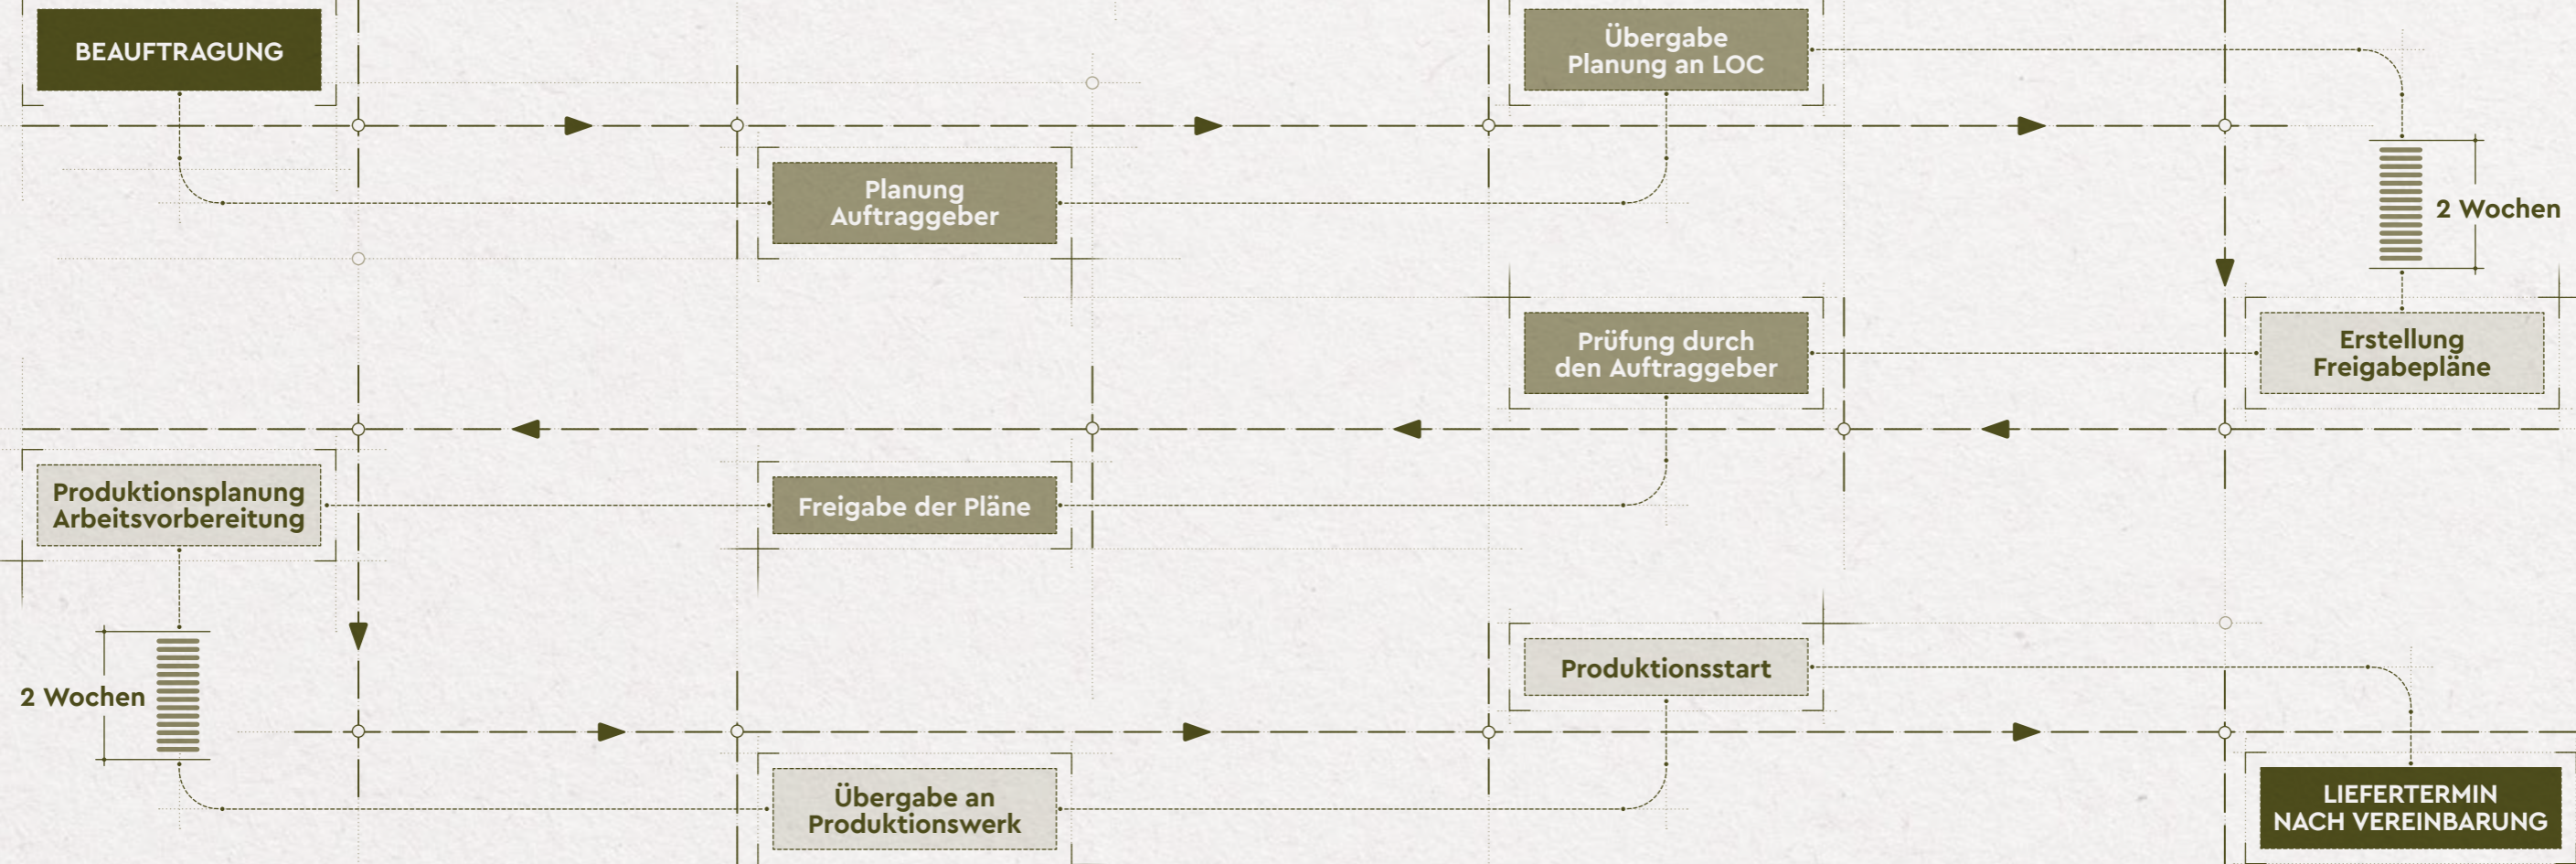 BEAUFTRAGUNG
Planung
Auftraggeber
Übergabe
Planung an LOC
2 Wochen
Erstellung
Freigabepläne
Prüfung durch
den Auftraggeber
Freigabe der Pläne
Produktionsplanung
Arbeitsvorbereitung
2 Wochen
Übergabe an
Produktionswerk
Produktionsstart
LIEFERTERMIN
NACH VEREINBARUNG